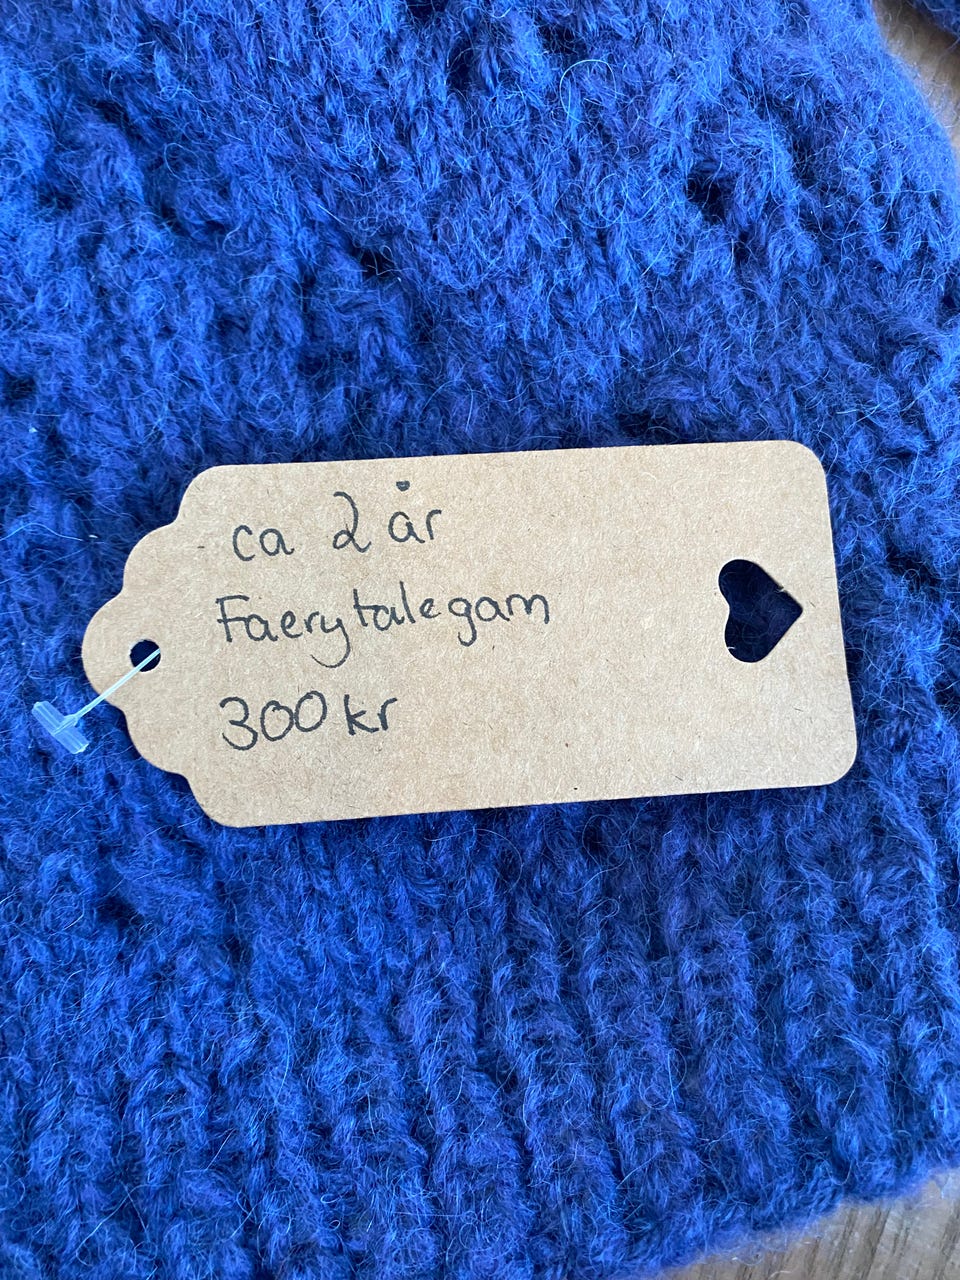 ca 2 år
Faerytalegarn
300 kr